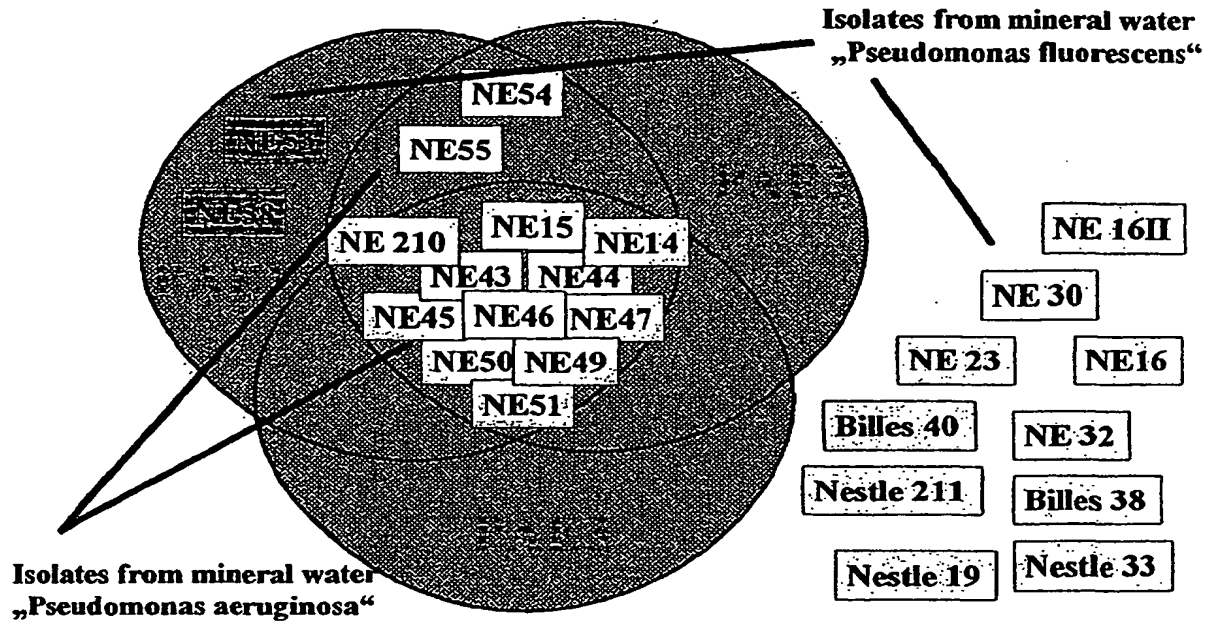 Isolates from mineral water
„Pseudomonas fluorescens“
NE54
NE55
NE 16II
NE15
NE14
NE 210
NE43
NE44
NE 30
NE45
NE46
NE47
NE50
NE49
NE 23
NE16
NE51
Billes 40
NE 32
Nestle 211
Billes 38
Nestle 19
Nestle 33
Isolates from mineral water
„Pseudomonas aeruginosa“